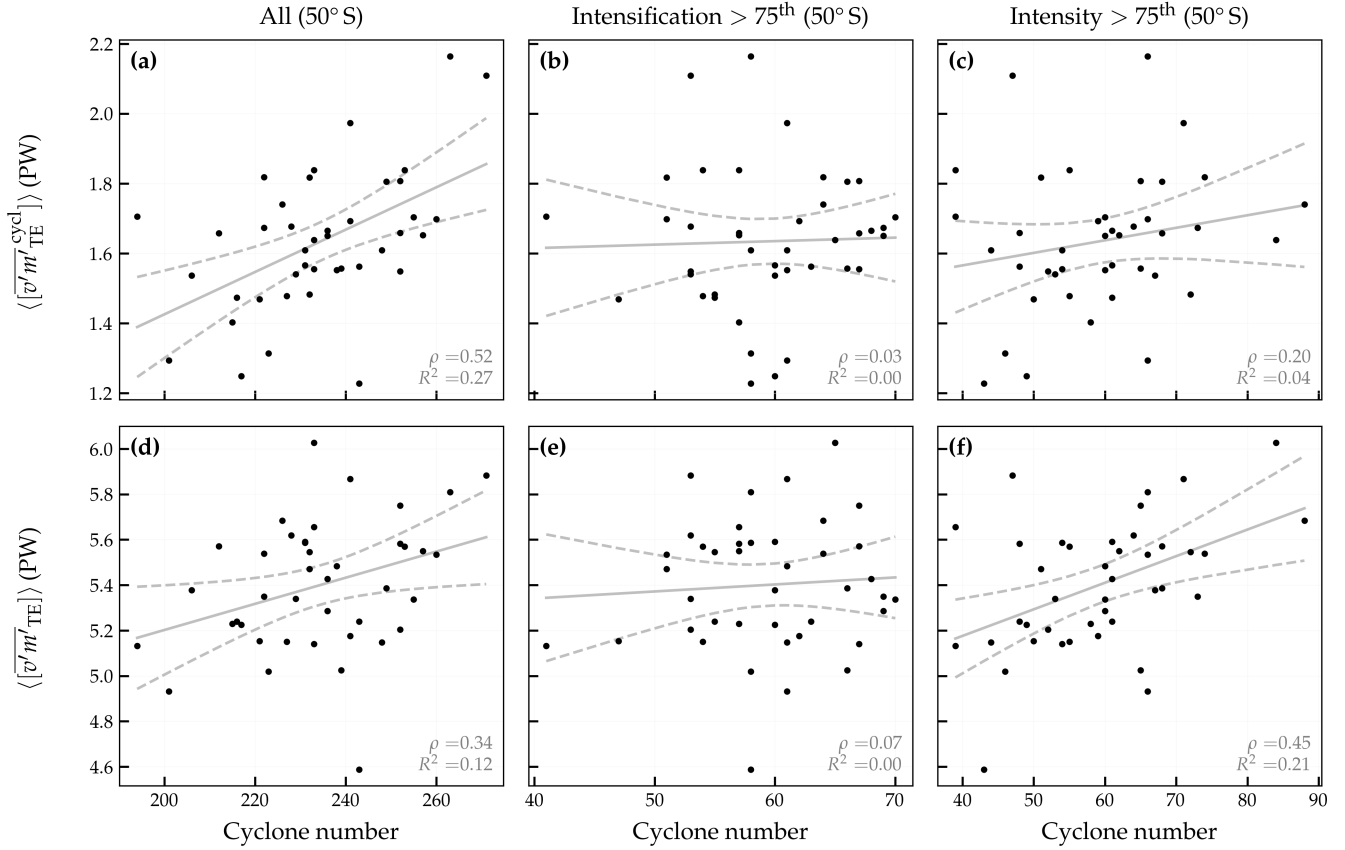 All (50° S)
Intensification > 75th (50° S)
Intensity > 75th (50° S)
⟨[v′m′TE^cycl]⟩ (PW)
2.2
2.0
1.8
1.6
1.4
1.2
(a)
ρ =0.52
R² =0.27
(b)
ρ =0.03
R² =0.00
(c)
ρ =0.20
R² =0.04
⟨[v′m′TE]⟩ (PW)
6.0
5.8
5.6
5.4
5.2
5.0
4.8
4.6
(d)
ρ =0.34
R² =0.12
(e)
ρ =0.07
R² =0.00
(f)
ρ =0.45
R² =0.21
200 220 240 260
40 50 60 70
40 50 60 70 80 90
Cyclone number
Cyclone number
Cyclone number